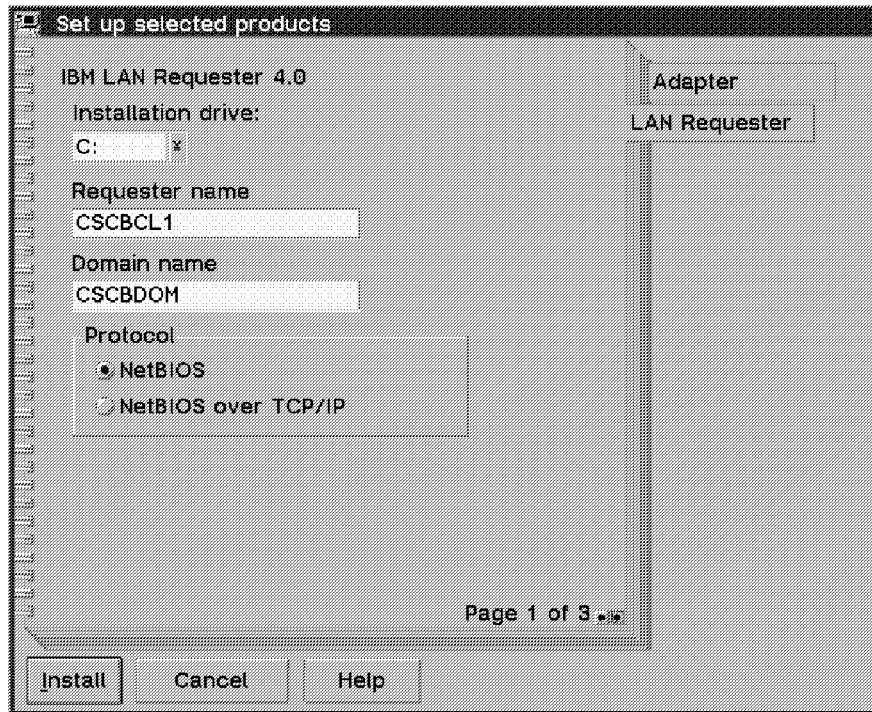 Set up selected products
IBM LAN Requester 4.0
Installation drive:
C:
Requester name
CSCBCL1
Domain name
CSCBDOM
Protocol
NetBIOS
NetBIOS over TCP/IP
Page 1 of 3
Adapter
LAN Requester
Install
Cancel
Help